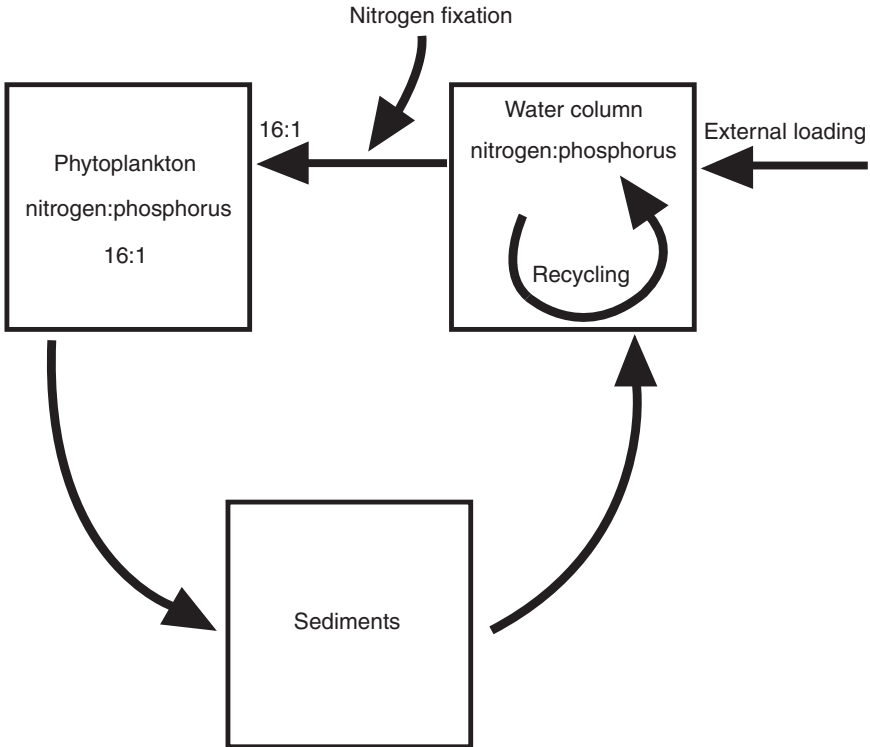 Nitrogen fixation
16:1
Phytoplankton
nitrogen:phosphorus
16:1
Water column
nitrogen:phosphorus
Recycling
External loading
Sediments